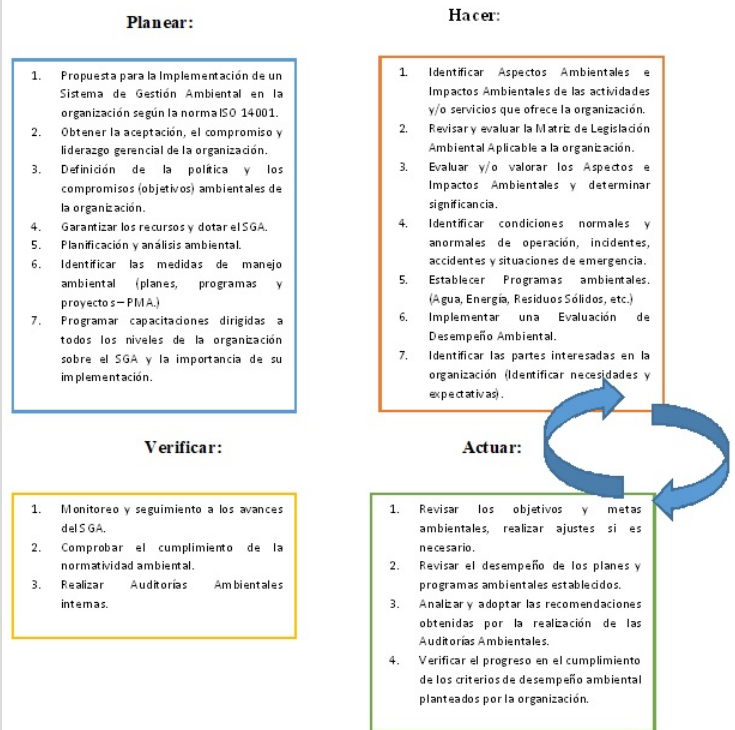 Planear:
1. Propuesta para la Implementación de un
Sistema de Gestión Ambiental en la
organización según la norma ISO 14001.
2. Obtener la aceptación, el compromiso y
liderazgo gerencial de la organización.
3. Definición de la política y los
compromisos (objetivos) ambientales de
la organización.
4. Garantizar los recursos y dotar el SGA.
5. Planificación y análisis ambiental.
6. Identificar las medidas de manejo
ambiental (planes, programas y
proyectos – PMA.)
7. Programar capacitaciones dirigidas a
todos los niveles de la organización
sobre el SGA y la importancia de su
implementación.
Hacer:
1. Identificar Aspectos Ambientales e
Impactos Ambientales de las actividades
y/o servicios que ofrece la organización.
2. Revisar y evaluar la Matriz de Legislación
Ambiental Aplicable a la organización.
3. Evaluar y/o valorar los Aspectos e
Impactos Ambientales y determinar
significancia.
4. Identificar condiciones normales y
anormales de operación, incidentes,
accidentes y situaciones de emergencia.
5. Establecer Programas ambientales.
(Agua, Energía, Residuos Sólidos, etc.)
6. Implementar una Evaluación de
Desempeño Ambiental.
7. Identificar las partes interesadas en la
organización (Identificar necesidades y
expectativas).
Verificar:
1. Monitoreo y seguimiento a los avances
del SGA.
2. Comprobar el cumplimiento de la
normatividad ambiental.
3. Realizar Auditorías Ambientales
internas.
Actuar:
1. Revisar los objetivos y metas
ambientales, realizar ajustes si es
necesario.
2. Revisar el desempeño de los planes y
programas ambientales establecidos.
3. Analizar y adoptar las recomendaciones
obtenidas por la realización de las
Auditorías Ambientales.
4. Verificar el progreso en el cumplimiento
de los criterios de desempeño ambiental
planteados por la organización.